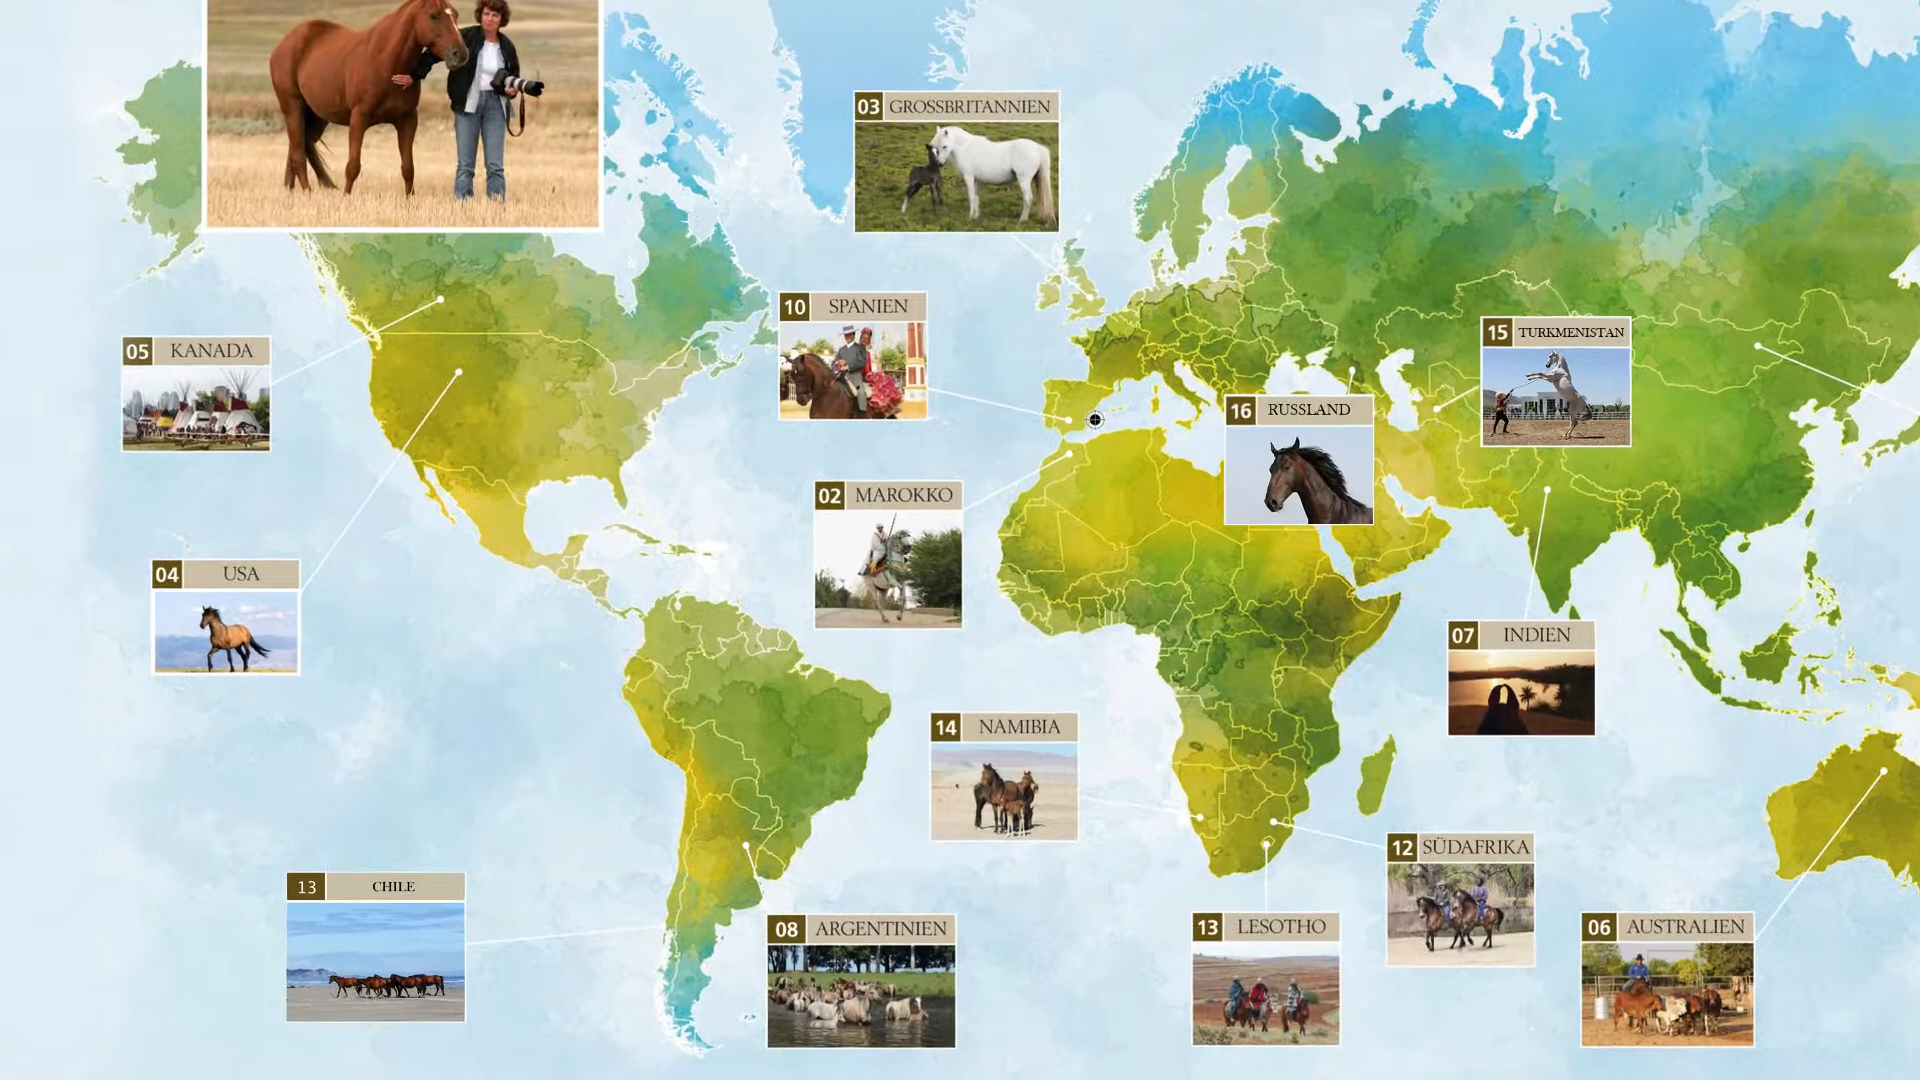 03 GROSSBRITANNIEN
10 SPANIEN
15 TURKMENISTAN
05 KANADA
16 RUSSLAND
02 MAROKKO
04 USA
07 INDIEN
14 NAMIBIA
12 SÜDAFRIKA
13 CHILE
08 ARGENTINIEN
13 LESOTHO
06 AUSTRALIEN